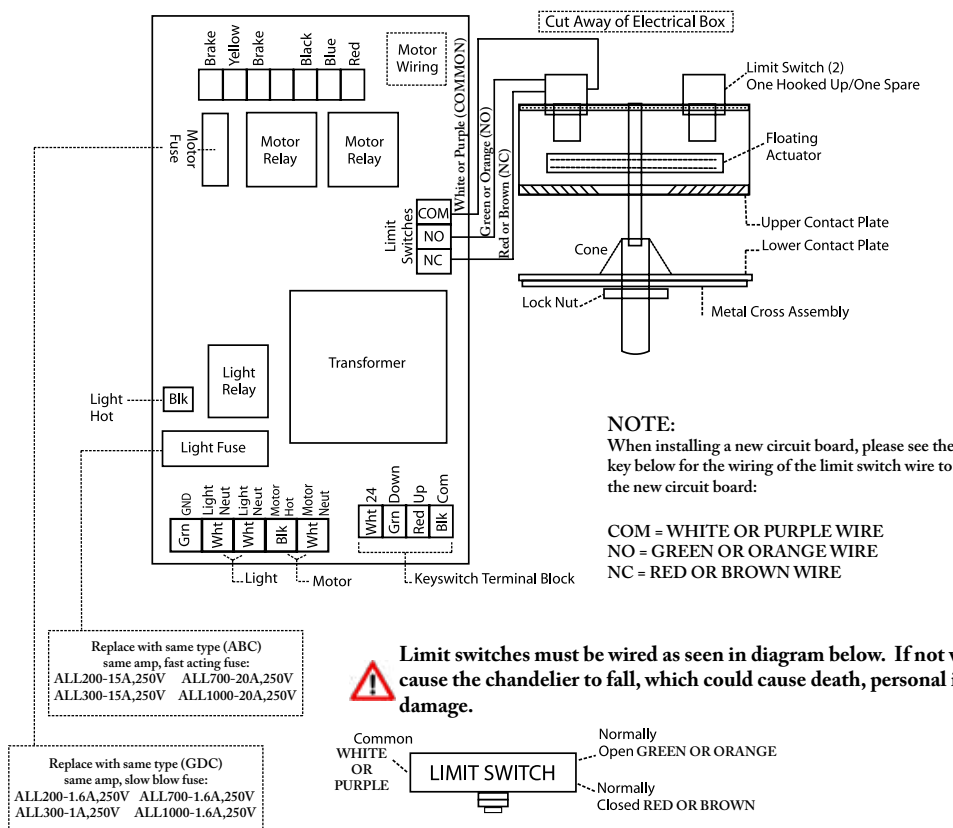 Cut Away of Electrical Box
Brake
Yellow
Brake
Black
Blue
Red
Motor
Wiring
White or Purple (COMMON)
Green or Orange (NO)
Red or Brown (NC)
Limit Switch (2)
One Hooked Up/One Spare
Motor
Fuse
Motor
Relay
Motor
Relay
Floating
Actuator
Limit
Switches
COM
NO
NC
Upper Contact Plate
Cone
Lower Contact Plate
Lock Nut
Metal Cross Assembly
Transformer
Light
Relay
Light
Hot
Blk
Light Fuse
GND
Light
Neut
Light
Neut
Motor
Hot
Motor
Neut
Grn
Wht
Wht
Blk
Wht
24
Down
Up
Com
Wht
Grn
Red
Blk
Light
Motor
Keyswitch Terminal Block
NOTE:
When installing a new circuit board, please see the
key below for the wiring of the limit switch wire to
the new circuit board:
COM = WHITE OR PURPLE WIRE
NO = GREEN OR ORANGE WIRE
NC = RED OR BROWN WIRE
Replace with same type (ABC)
same amp, fast acting fuse:
ALL200-15A,250V ALL700-20A,250V
ALL300-15A,250V ALL1000-20A,250V
Limit switches must be wired as seen in diagram below. If not
cause the chandelier to fall, which could cause death, personal
damage.
Replace with same type (GDC)
same amp, slow blow fuse:
ALL200-1.6A,250V ALL700-1.6A,250V
ALL300-1A,250V ALL1000-1.6A,250V
Common
WHITE
OR
PURPLE
LIMIT SWITCH
Normally
Open GREEN OR ORANGE
Normally
Closed RED OR BROWN